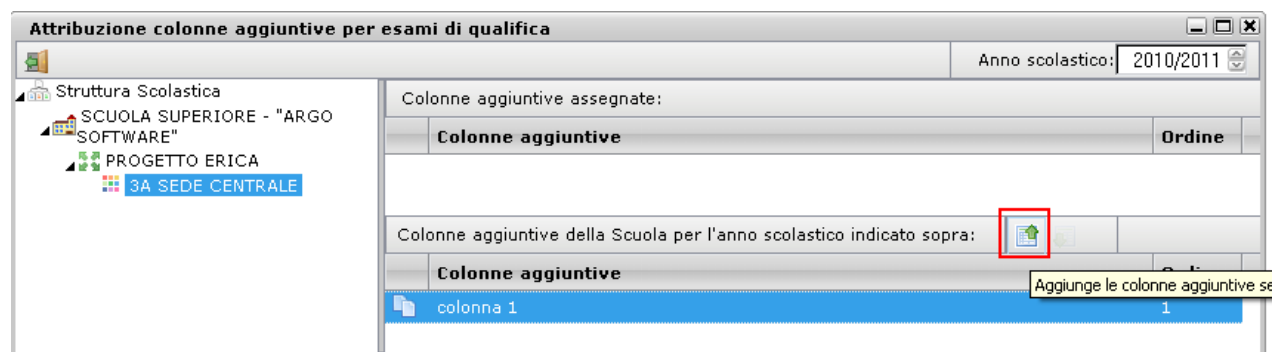 Attribuzione colonne aggiuntive per esami di qualifica
Anno scolastico: 2010/2011
Struttura Scolastica
SCUOLA SUPERIORE - "ARGO
SOFTWARE"
PROGETTO ERICA
3A SEDE CENTRALE
Colonne aggiuntive assegnate:
Colonne aggiuntive Ordine
Colonne aggiuntive della Scuola per l'anno scolastico indicato sopra:
Colonne aggiuntive
Aggiunge le colonne aggiuntive se
colonna 1 1